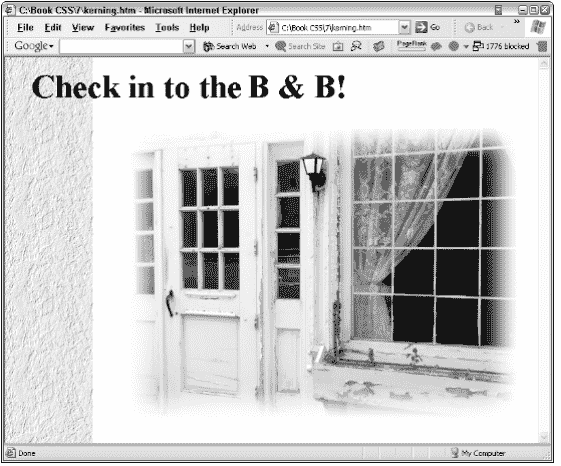 C:\Book CSS\7\kerning.htm - Microsoft Internet Explorer
File Edit View Favorites Tools Help Address C:\Book CSS\7\kerning.htm Go Back »
Google Search Web Search Site PageRank 1776 blocked
Check in to the B & B!
Done My Computer